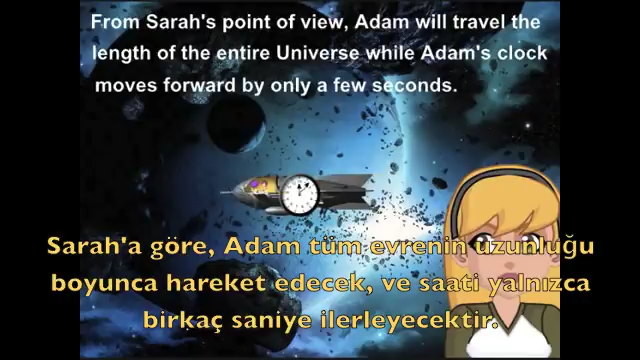 From Sarah's point of view, Adam will travel the
length of the entire Universe while Adam's clock
moves forward by only a few seconds.
Sarah'a göre, Adam tüm evrenin uzunluğu
boyunca hareket edecek, ve saati yalnızca
birkaç saniye ilerleyecektir.